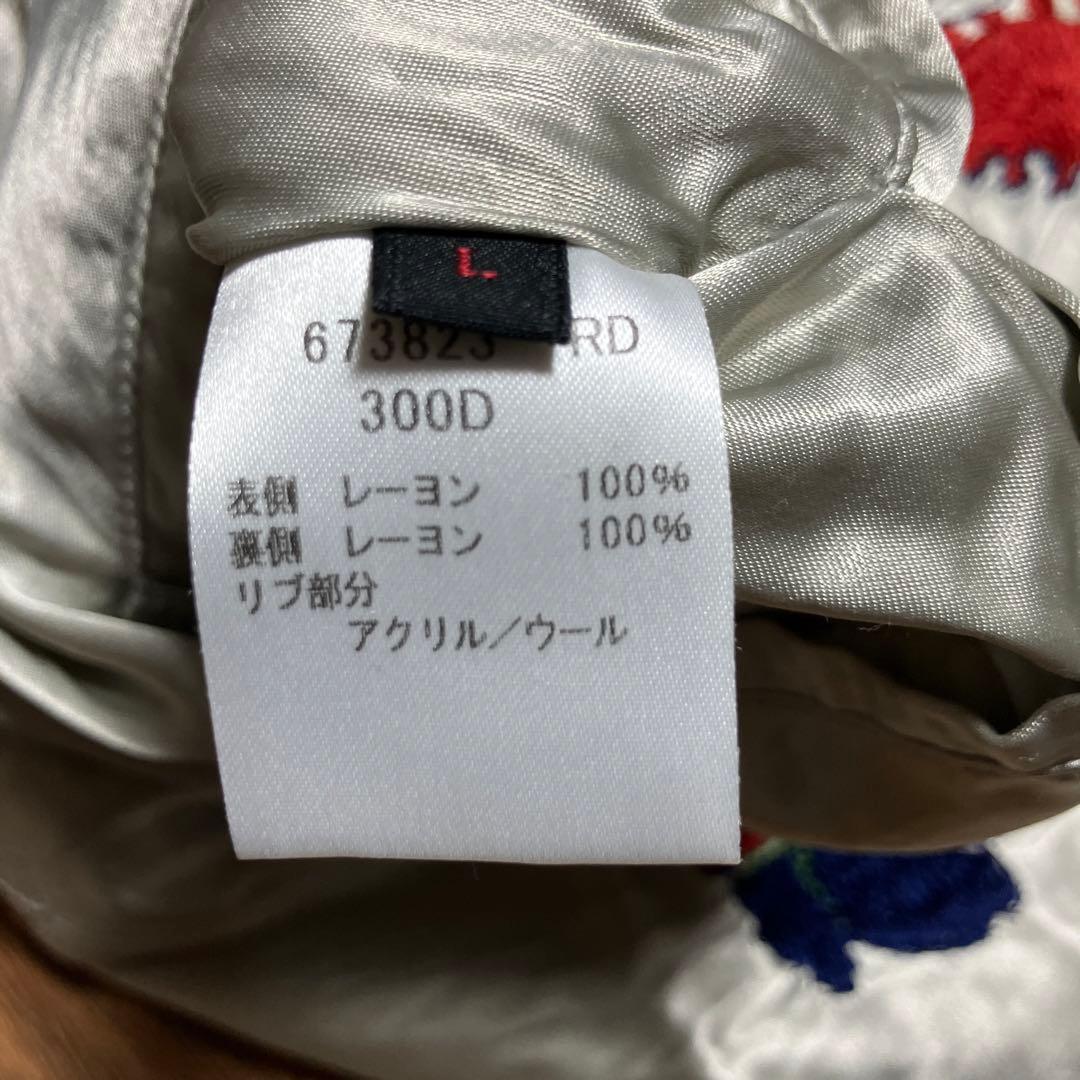 L
673823 RD
300D
表側 レーヨン 100%
裏側 レーヨン 100%
リブ部分
アクリル/ウール